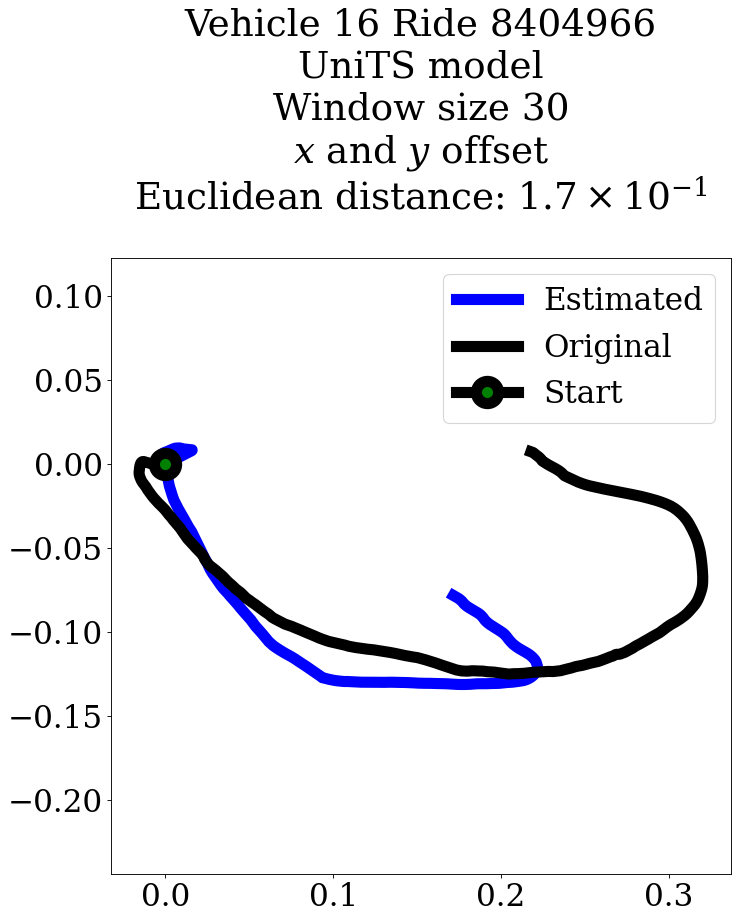 Vehicle 16 Ride 8404966
UniTS model
Window size 30
x and y offset
Euclidean distance: 1.7 × 10⁻¹
Estimated
Original
Start
0.10
0.05
0.00
−0.05
−0.10
−0.15
−0.20
0.0 0.1 0.2 0.3